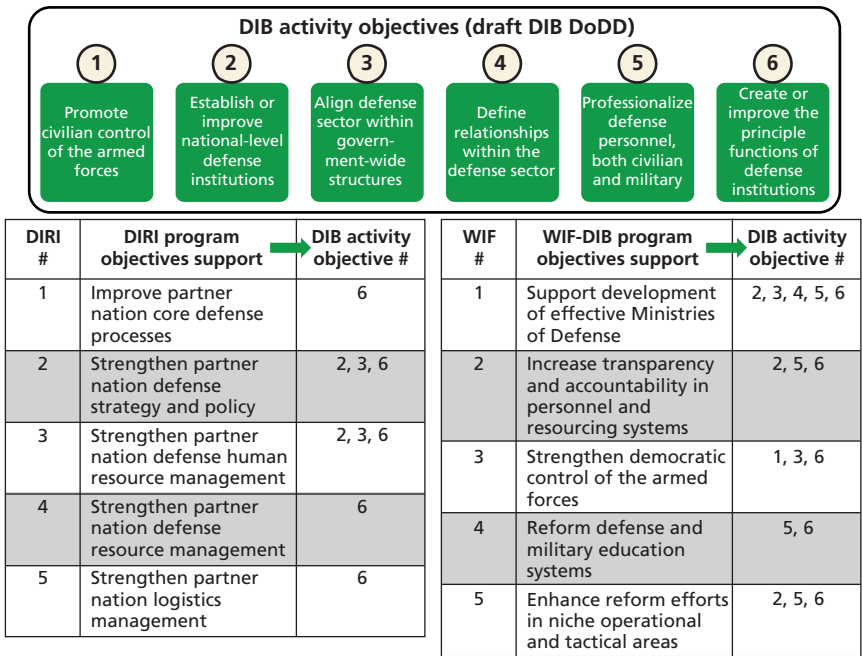 DIB activity objectives (draft DIB DoDD)
1
Promote
civilian control
of the armed
forces
2
Establish or
improve
national-level
defense
institutions
3
Align defense
sector within
govern-
ment-wide
structures
4
Define
relationships
within the
defense sector
5
Professionalize
defense
personnel,
both civilian
and military
6
Create or
improve the
principle
functions of
defense
institutions
DIRI
#
DIRI program
objectives support
DIB activity
objective #
1
Improve partner
nation core defense
processes
6
2
Strengthen partner
nation defense
strategy and policy
2, 3, 6
3
Strengthen partner
nation defense human
resource management
2, 3, 6
4
Strengthen partner
nation defense
resource management
6
5
Strengthen partner
nation logistics
management
6
WIF
#
WIF-DIB program
objectives support
DIB activity
objective #
1
Support development
of effective Ministries
of Defense
2, 3, 4, 5, 6
2
Increase transparency
and accountability in
personnel and
resourcing systems
2, 5, 6
3
Strengthen democratic
control of the armed
forces
1, 3, 6
4
Reform defense and
military education
systems
5, 6
5
Enhance reform efforts
in niche operational
and tactical areas
2, 5, 6